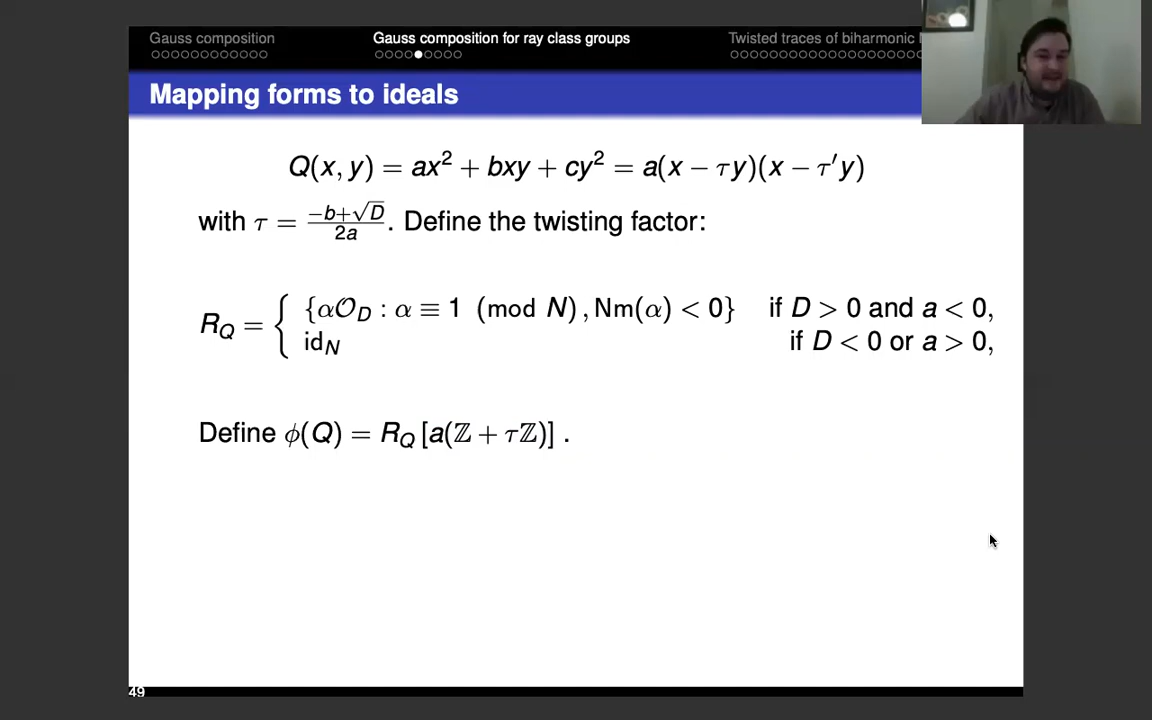 Gauss composition Gauss composition for ray class groups Twisted traces of biharmonic
Mapping forms to ideals
Q(x, y) = ax² + bxy + cy² = a(x − τy)(x − τ′y)
with τ = (−b+√D)/2a. Define the twisting factor:
R_Q = { {αO_D : α ≡ 1 (mod N), Nm(α) < 0} if D > 0 and a < 0,
id_N if D < 0 or a > 0,
Define ϕ(Q) = R_Q [a(ℤ + τℤ)] .
49